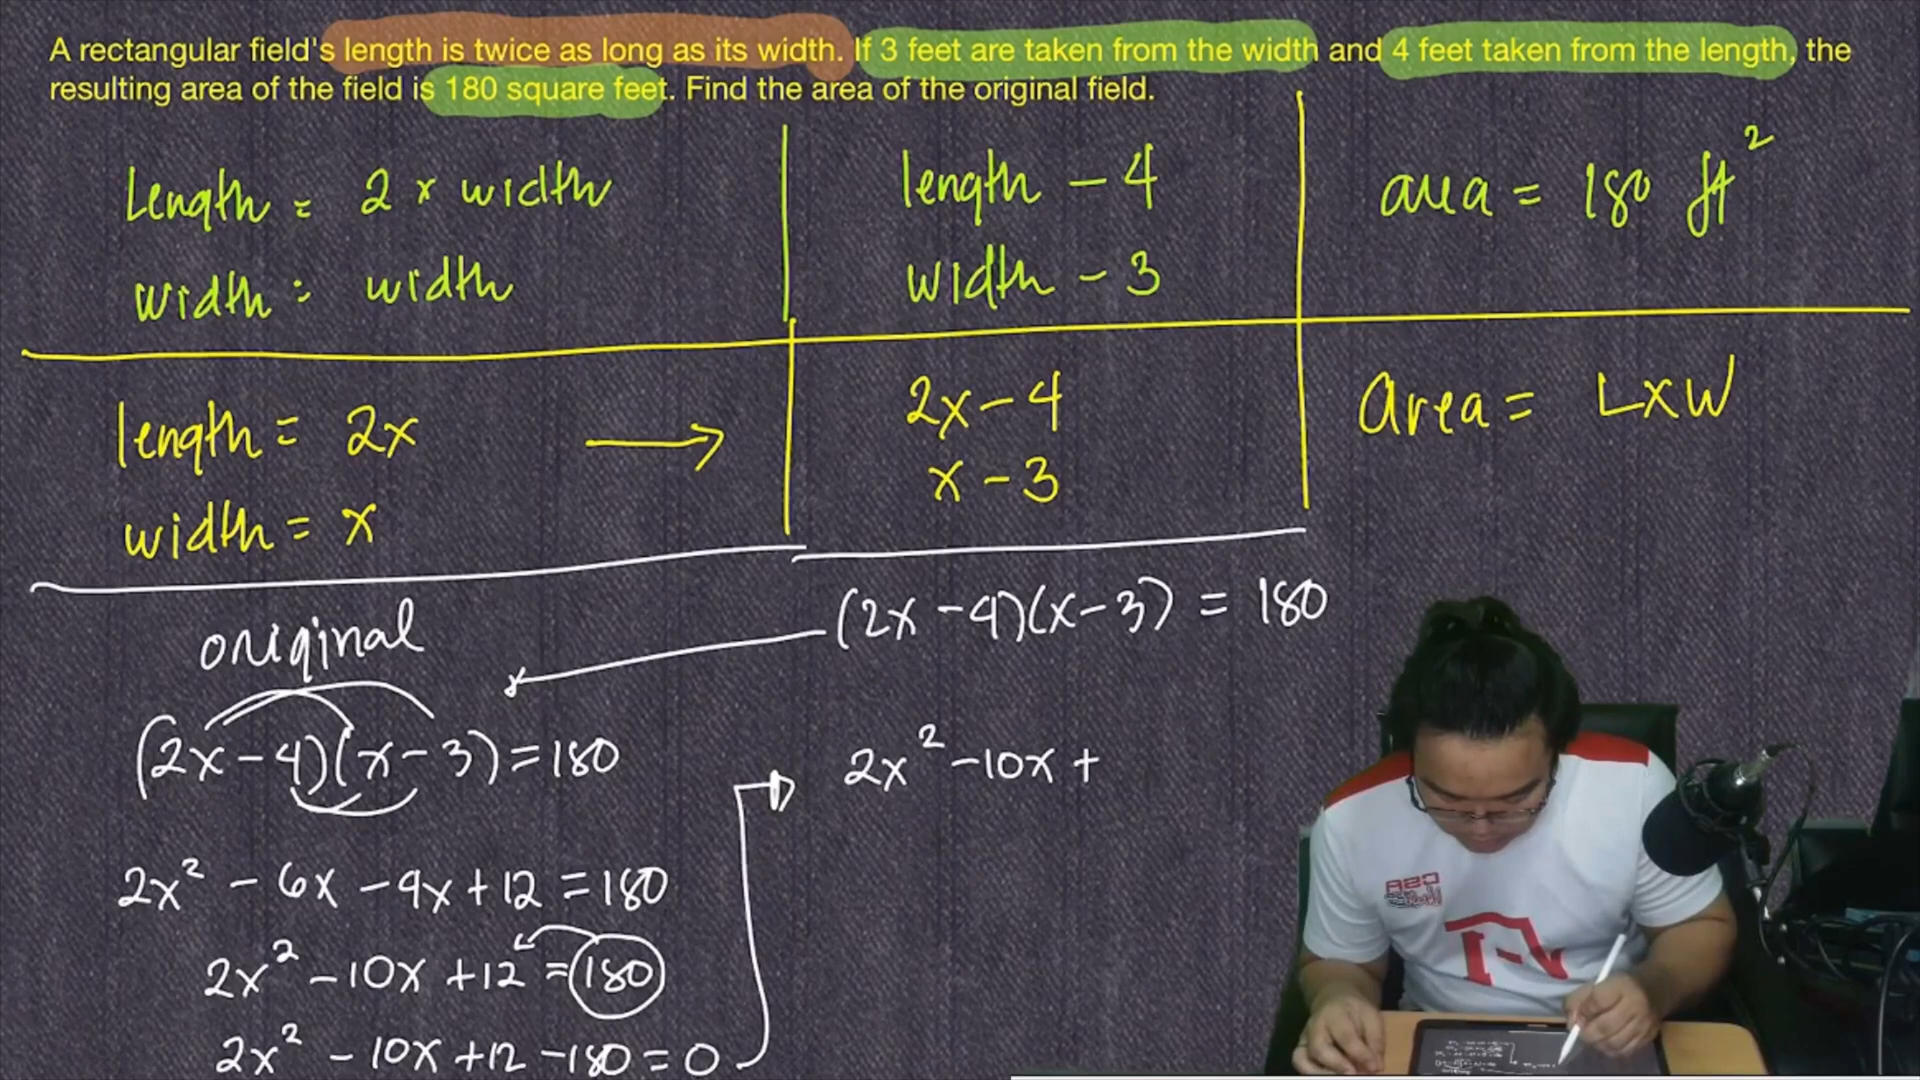 A rectangular field's length is twice as long as its width. If 3 feet are taken from the width and 4 feet taken from the length, the
resulting area of the field is 180 square feet. Find the area of the original field.
Length = 2 x width
width = width
length - 4
width - 3
area = 180 ft²
length = 2x
width = x
2x - 4
x - 3
Area = L x W
original
(2x - 4)(x - 3) = 180
(2x - 4)(x - 3) = 180
2x² - 6x - 4x + 12 = 180
2x² - 10x + 12 = 180
2x² - 10x + 12 - 180 = 0
2x² - 10x +